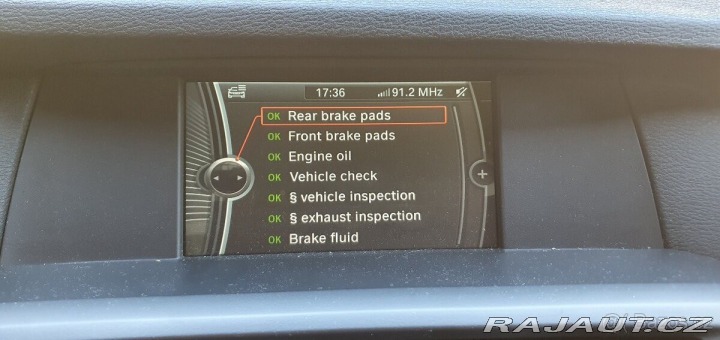 17:36 91.2 MHz
OK Rear brake pads
OK Front brake pads
OK Engine oil
OK Vehicle check
OK § vehicle inspection
OK § exhaust inspection
OK Brake fluid
RAJAUT.CZ